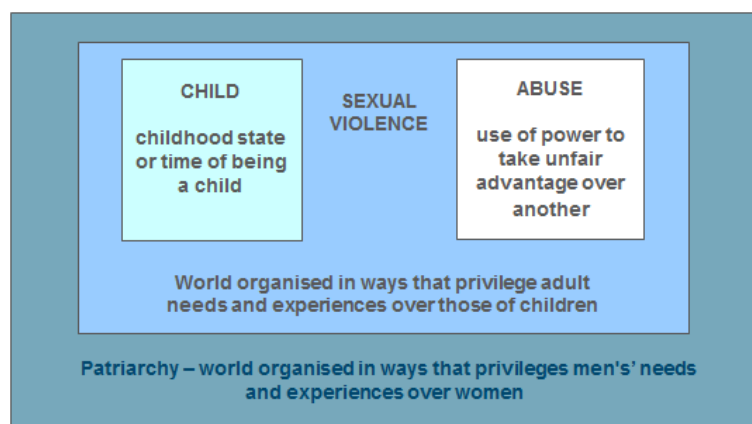 CHILD
childhood state
or time of being
a child
SEXUAL
VIOLENCE
ABUSE
use of power to
take unfair
advantage over
another
World organised in ways that privilege adult
needs and experiences over those of children
Patriarchy – world organised in ways that privileges men's’ needs
and experiences over women